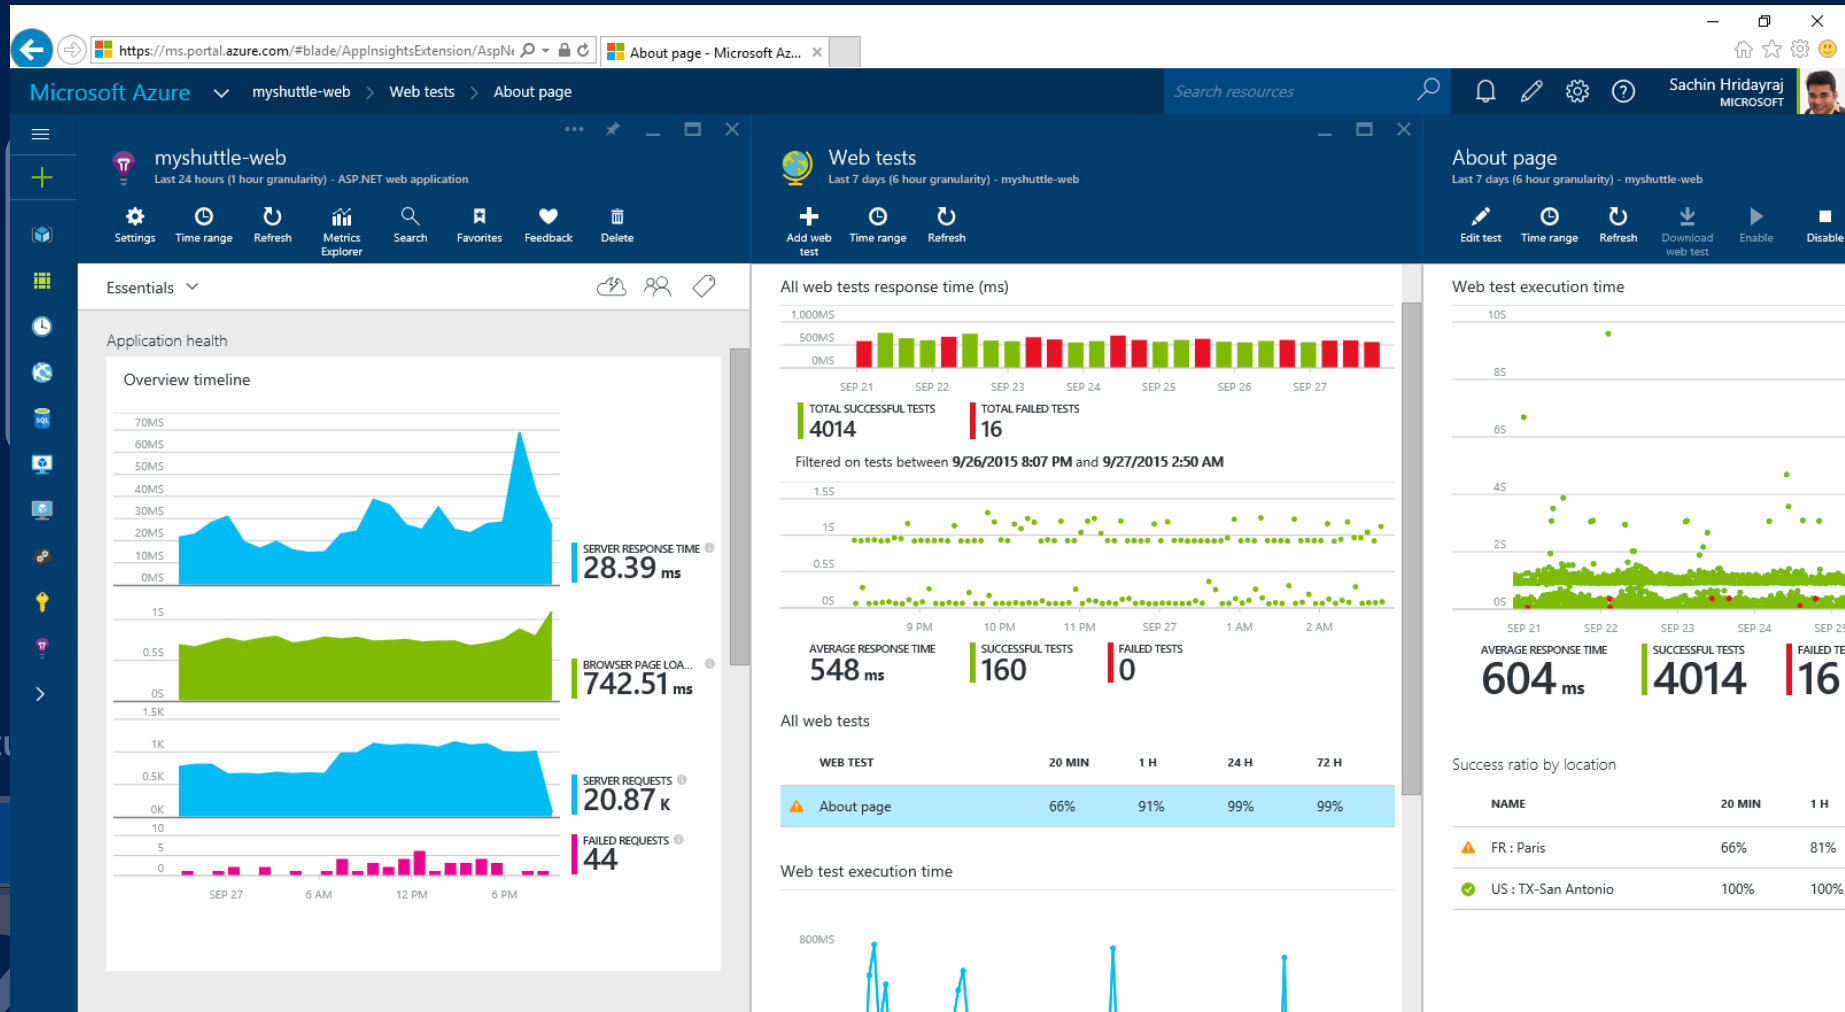 https://ms.portal.azure.com/#blade/AppInsightsExtension/AspNe
About page - Microsoft Az...
Microsoft Azure
myshuttle-web > Web tests > About page
Search resources
Sachin Hridayraj
MICROSOFT
myshuttle-web
Last 24 hours (1 hour granularity) - ASP.NET web application
Settings
Time range
Refresh
Metrics Explorer
Search
Favorites
Feedback
Delete
Essentials
Application health
Overview timeline
70MS
60MS
50MS
40MS
30MS
20MS
10MS
0MS
SERVER RESPONSE TIME
28.39 ms
1S
0.5S
0S
BROWSER PAGE LOA...
742.51 ms
1.5K
1K
0.5K
0K
SERVER REQUESTS
20.87 K
10
5
0
FAILED REQUESTS
44
SEP 27 6 AM 12 PM 6 PM
SQL
Web tests
Last 7 days (6 hour granularity) - myshuttle-web
Add web test
Time range
Refresh
All web tests response time (ms)
1,000MS
500MS
0MS
SEP 21 SEP 22 SEP 23 SEP 24 SEP 25 SEP 26 SEP 27
TOTAL SUCCESSFUL TESTS
4014
TOTAL FAILED TESTS
16
Filtered on tests between 9/26/2015 8:07 PM and 9/27/2015 2:50 AM
1.5S
1S
0.5S
0S
9 PM 10 PM 11 PM SEP 27 1 AM 2 AM
AVERAGE RESPONSE TIME
548 ms
SUCCESSFUL TESTS
160
FAILED TESTS
0
All web tests
WEB TEST 20 MIN 1 H 24 H 72 H
About page 66% 91% 99% 99%
Web test execution time
800MS
About page
Last 7 days (6 hour granularity) - myshuttle-web
Edit test
Time range
Refresh
Download web test
Enable
Disable
Web test execution time
10S
8S
6S
4S
2S
0S
SEP 21 SEP 22 SEP 23 SEP 24 SEP 25
AVERAGE RESPONSE TIME
604 ms
SUCCESSFUL TESTS
4014
FAILED TE
16
Success ratio by location
NAME 20 MIN 1 H
FR : Paris 66% 81%
US : TX-San Antonio 100% 100%